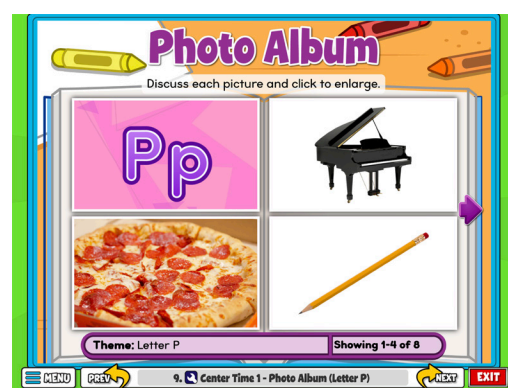 Photo Album
Discuss each picture and click to enlarge.
Pp
Theme: Letter P
Showing 1-4 of 8
MENU
PREV
9. Center Time 1 - Photo Album (Letter P)
NEXT
EXIT